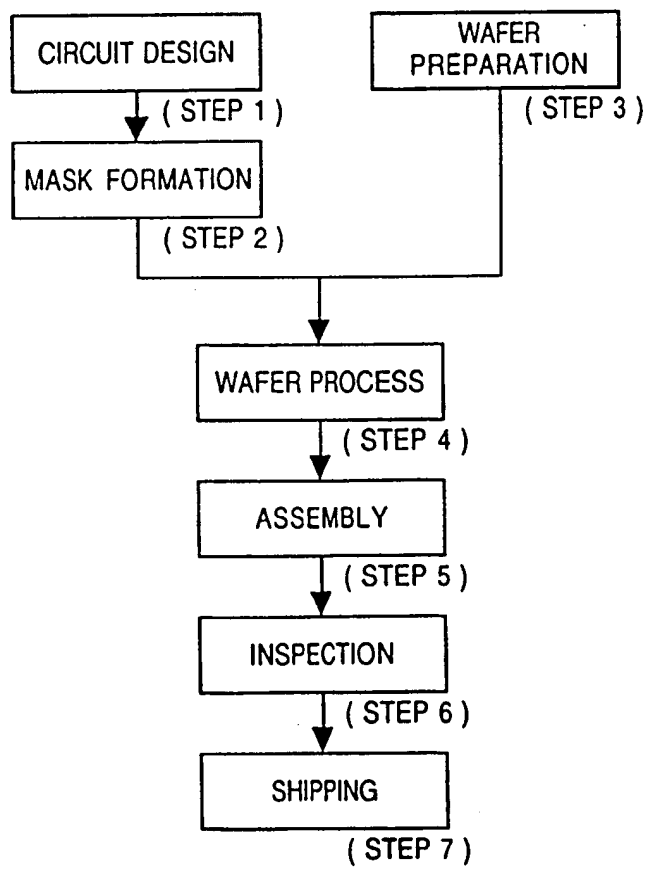 CIRCUIT DESIGN
( STEP 1 )
WAFER
PREPARATION
( STEP 3 )
MASK FORMATION
( STEP 2 )
WAFER PROCESS
( STEP 4 )
ASSEMBLY
( STEP 5 )
INSPECTION
( STEP 6 )
SHIPPING
( STEP 7 )